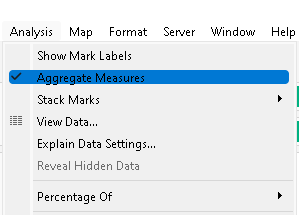 Analysis Map Format Server Window Help
Show Mark Labels
Aggregate Measures
Stack Marks
View Data...
Explain Data Settings...
Reveal Hidden Data
Percentage Of